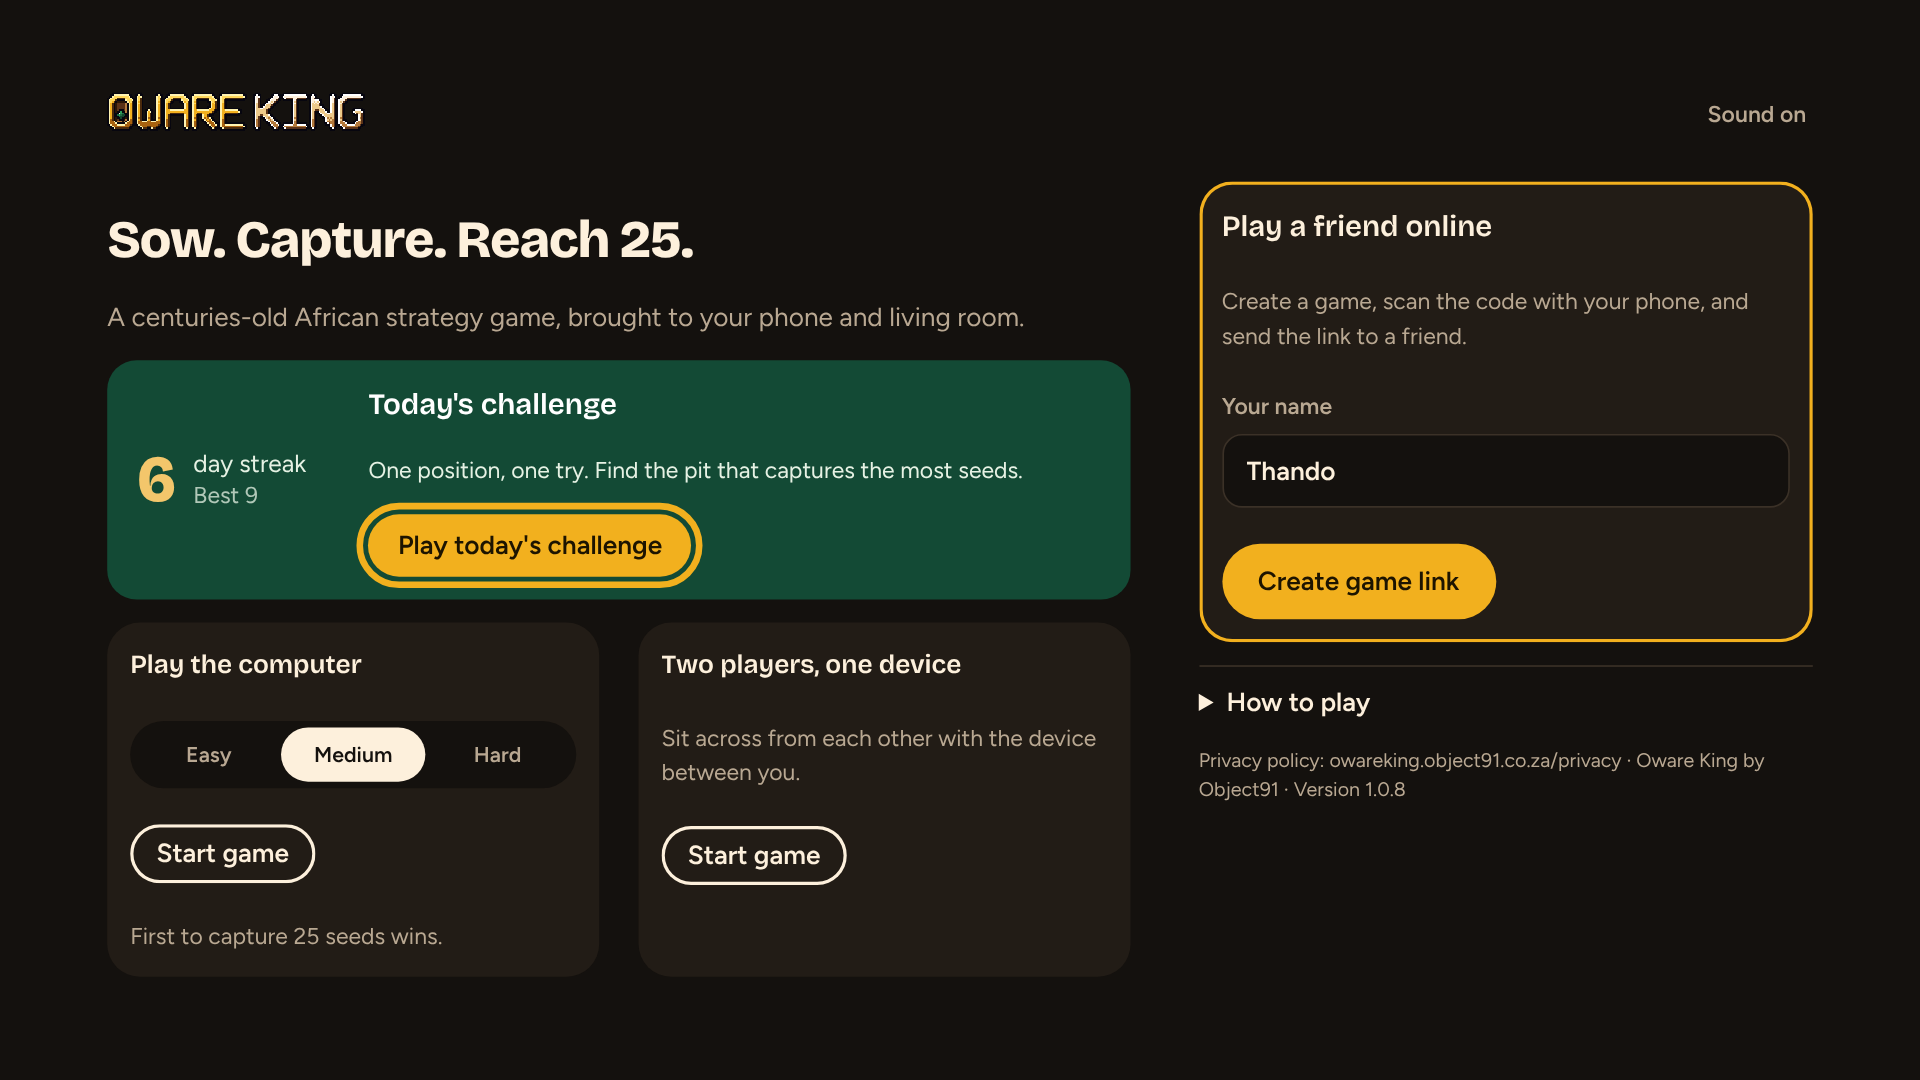 OWARE KING
Sound on
Sow. Capture. Reach 25.
A centuries-old African strategy game, brought to your phone and living room.
6
day streak
Best 9
Today's challenge
One position, one try. Find the pit that captures the most seeds.
Play today's challenge
Play the computer
Easy
Medium
Hard
Start game
First to capture 25 seeds wins.
Two players, one device
Sit across from each other with the device
between you.
Start game
Play a friend online
Create a game, scan the code with your phone, and
send the link to a friend.
Your name
Thando
Create game link
How to play
Privacy policy: owareking.object91.co.za/privacy · Oware King by
Object91 · Version 1.0.8